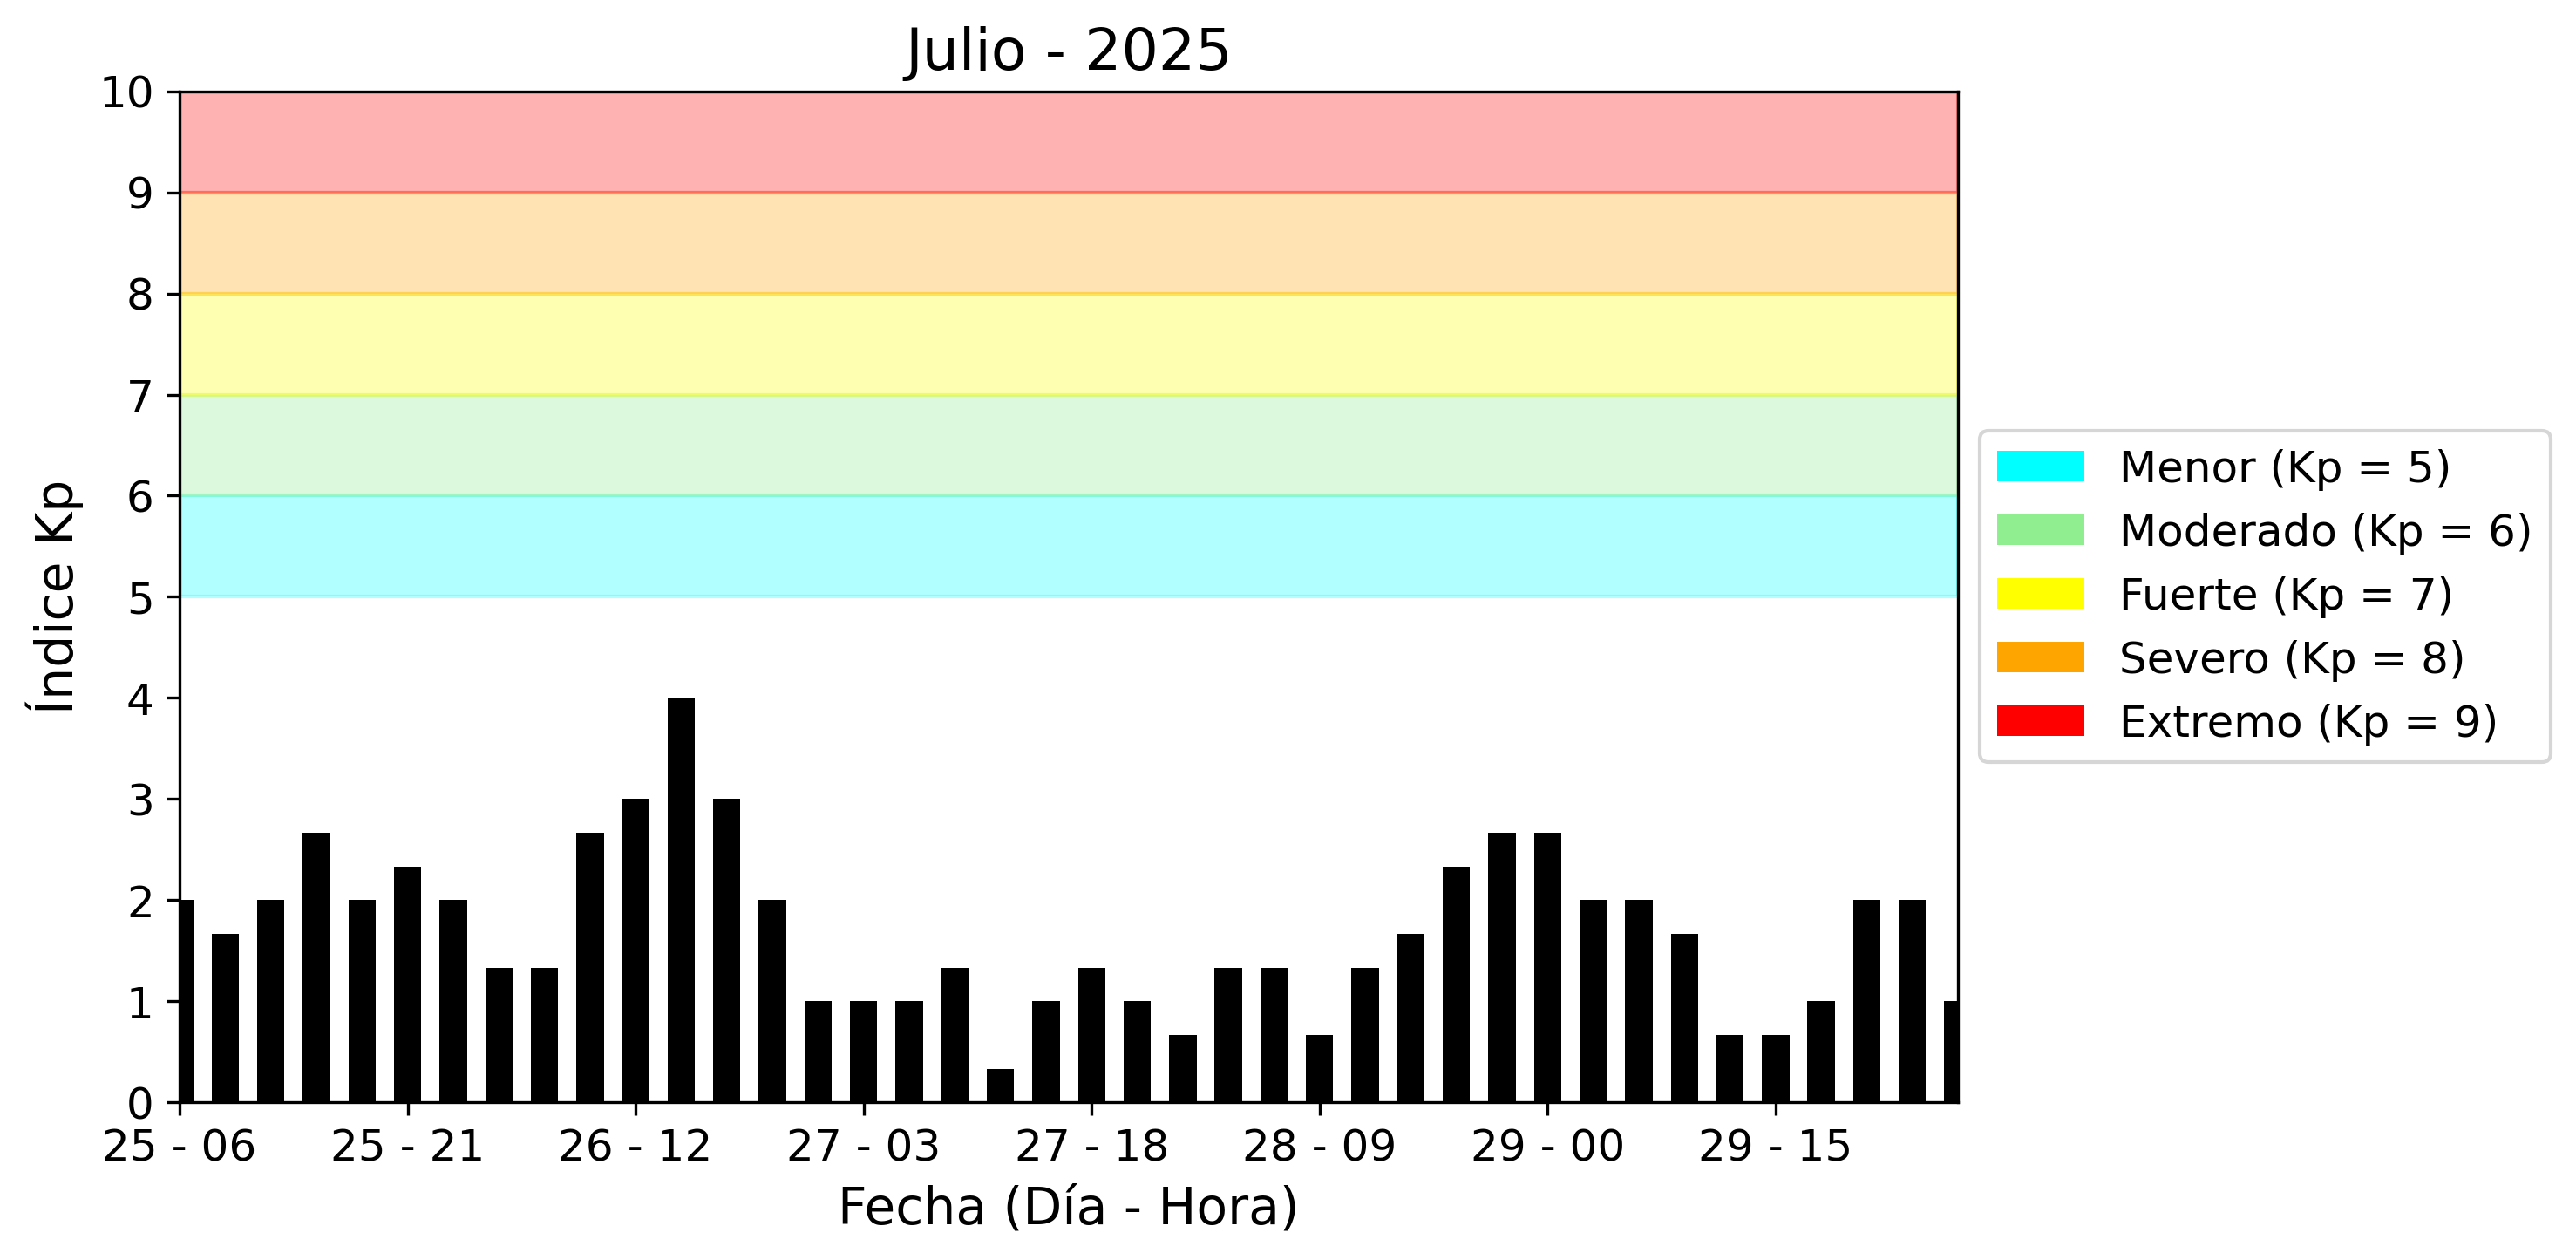 Julio - 2025
10
9
8
7
6
5
4
3
2
1
0
Índice Kp
25 - 06
25 - 21
26 - 12
27 - 03
27 - 18
28 - 09
29 - 00
29 - 15
Fecha (Día - Hora)
Menor (Kp = 5)
Moderado (Kp = 6)
Fuerte (Kp = 7)
Severo (Kp = 8)
Extremo (Kp = 9)